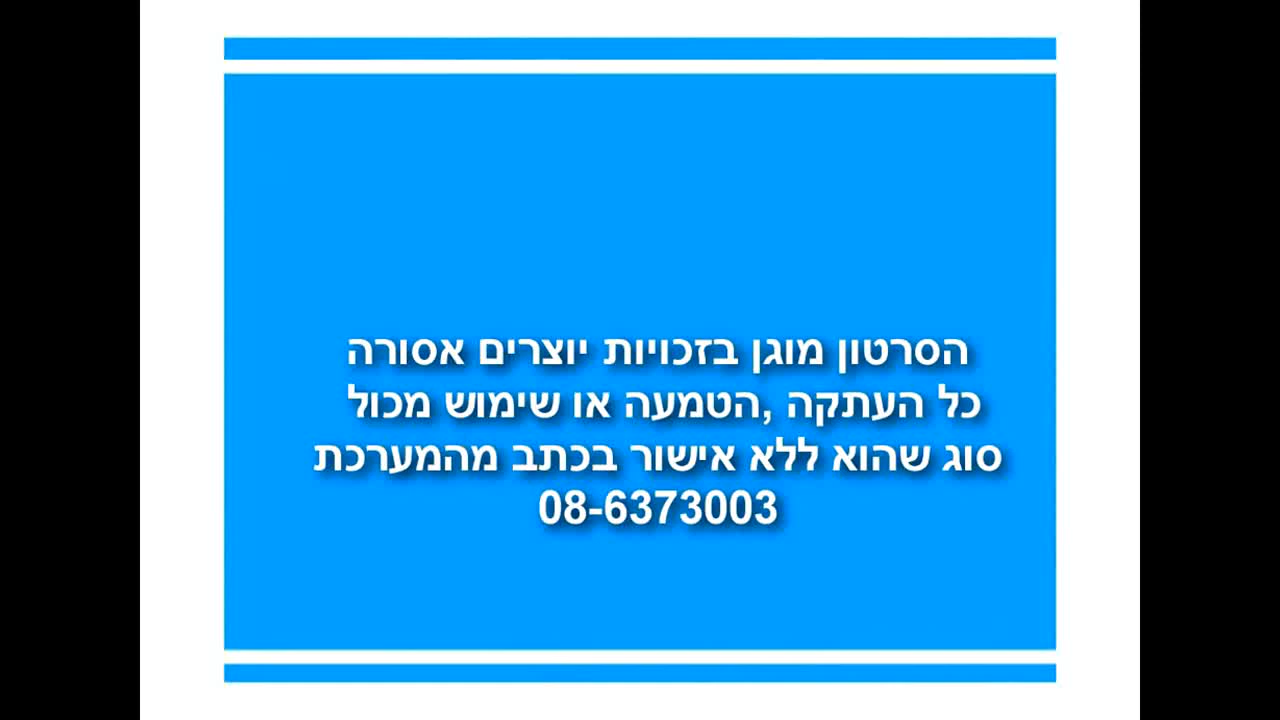 הסרטון מוגן בזכויות יוצרים אסורה
כל העתקה ,הטמעה או שימוש מכול
סוג שהוא ללא אישור בכתב מהמערכת
08-6373003